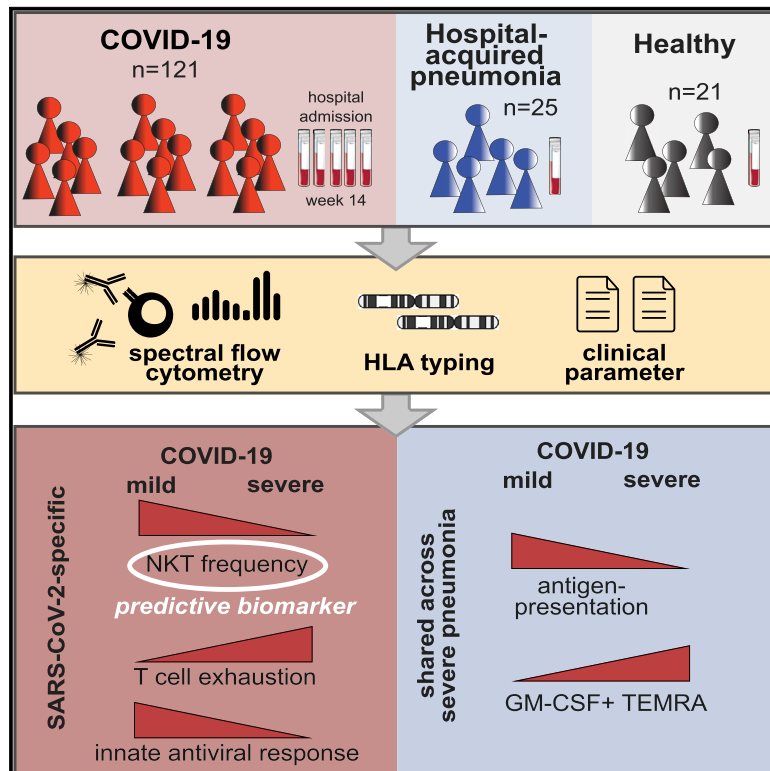 COVID-19
n=121
hospital
admission
week 14
Hospital-
acquired
pneumonia
n=25
Healthy
n=21
spectral flow
cytometry
HLA typing
clinical
parameter
SARS-CoV-2-specific
COVID-19
mild severe
NKT frequency
predictive biomarker
T cell exhaustion
innate antiviral response
shared across
severe pneumonia
COVID-19
mild severe
antigen-
presentation
GM-CSF+ TEMRA